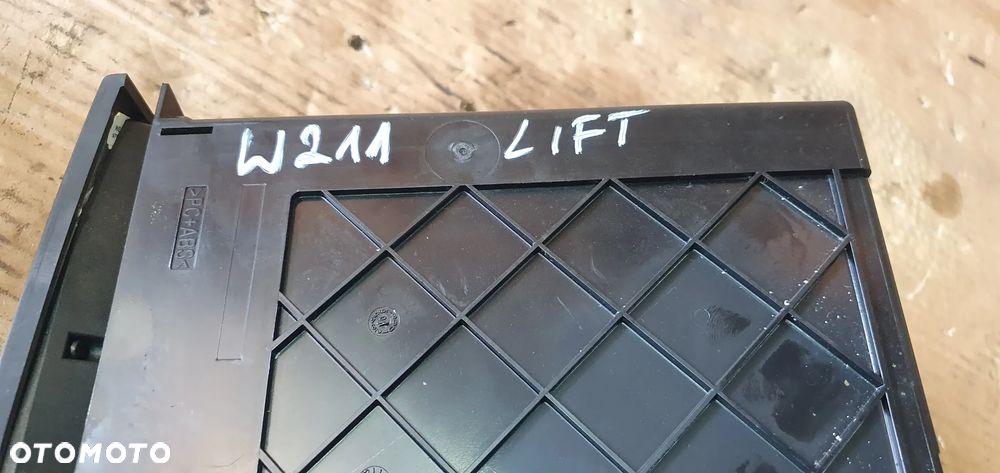 W211 LIFT
>PC+ABS<
OTOMOTO